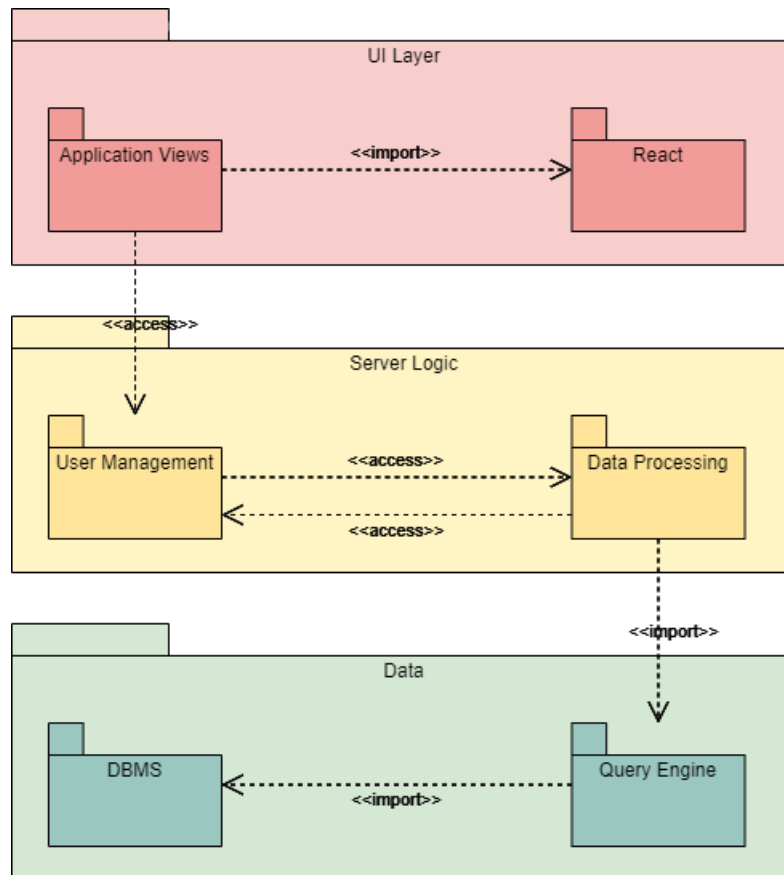 UI Layer
Application Views
<<import>>
React
<<access>>
Server Logic
User Management
<<access>>
Data Processing
<<access>>
<<import>>
Data
DBMS
Query Engine
<<import>>